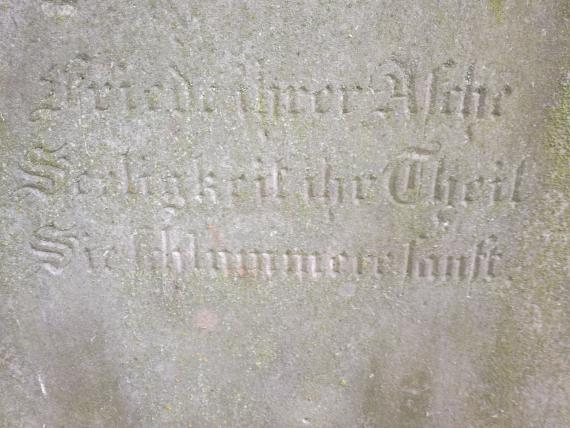 Friede ihrer Asche
Seeligkeit ihr Theil
Sie schlummere sanft.